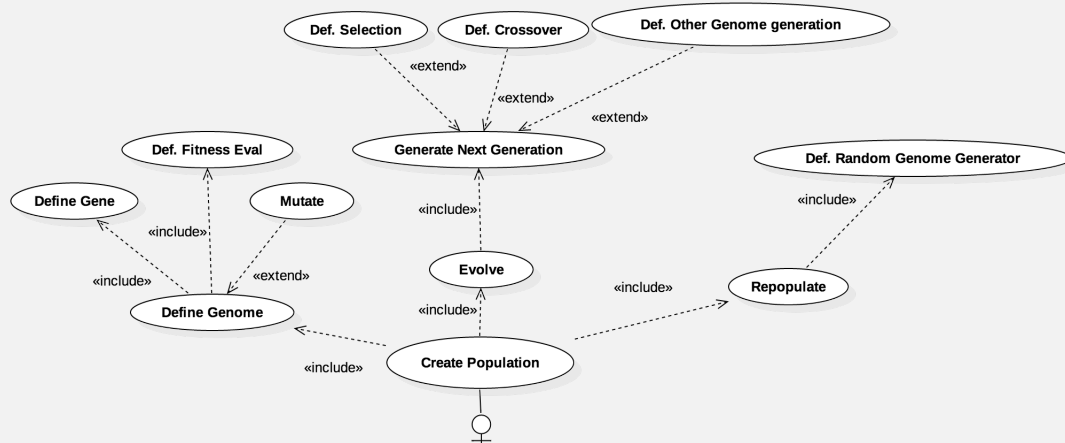 Def. Selection
Def. Crossover
Def. Other Genome generation
«extend»
«extend»
«extend»
Def. Fitness Eval
Generate Next Generation
Def. Random Genome Generator
Define Gene
Mutate
«include»
«include»
«include»
«include»
«extend»
Evolve
Define Genome
«include»
«include»
Repopulate
«include»
Create Population